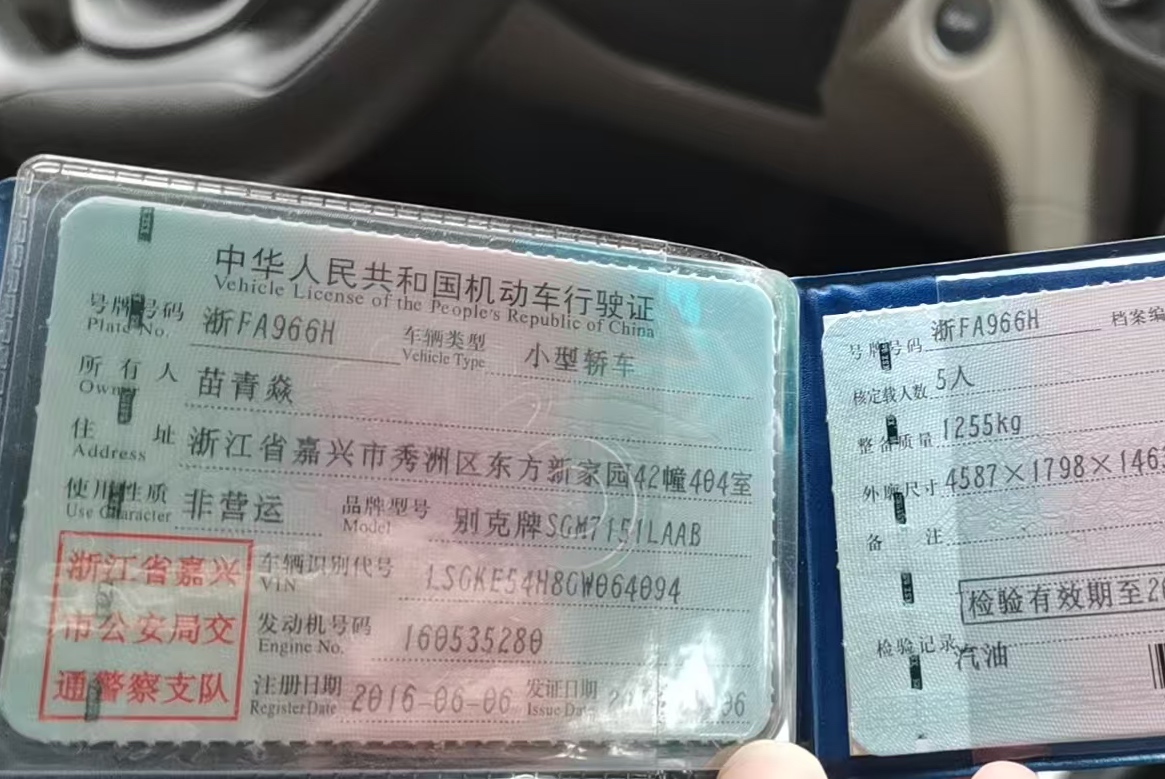 中华人民共和国机动车行驶证
Vehicle License of the People's Republic of China
号牌号码 浙FA966H 车辆类型 小型轿车
Plate No. Vehicle Type
所有人 苗青焱
Owner
住址 浙江省嘉兴市秀洲区东方新家园42幢404室
Address
使用性质 非营运 品牌型号 别克牌SGM7151LAAB
Use Character Model
浙江省嘉兴
市公安局交
通警察支队
车辆识别代号 LSGKE54H8GW064094
VIN
发动机号码 160535280
Engine No.
注册日期 2016-06-06 发证日期
Register Date Issue Date
号牌号码 浙FA966H 档案编
核定载人数 5人
整备质量 1255kg
外廓尺寸 4587×1798×146
备注
检验有效期至20
检验记录
汽油